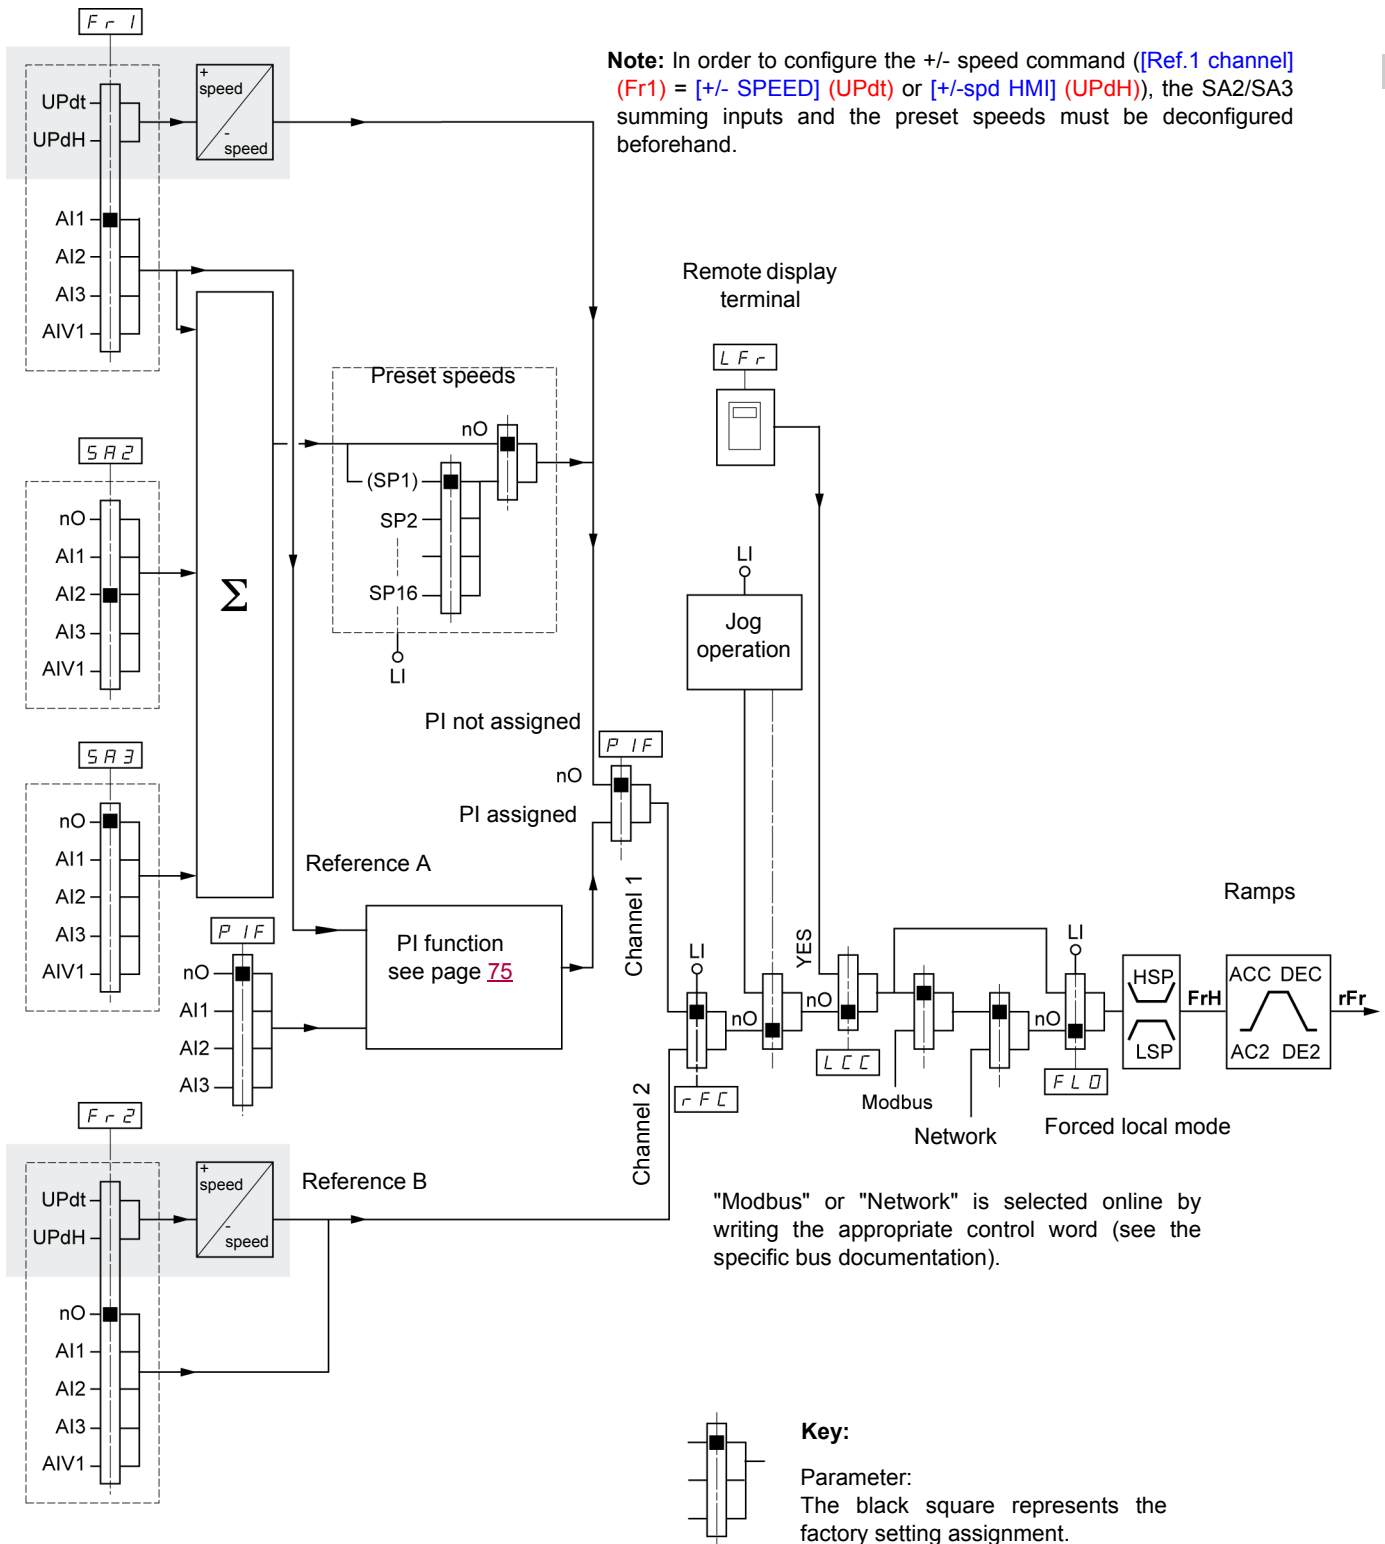 Fr1
Note: In order to configure the +/- speed command ([Ref.1 channel]
(Fr1) = [+/- SPEED] (UPdt) or [+/-spd HMI] (UPdH)), the SA2/SA3
summing inputs and the preset speeds must be deconfigured
beforehand.
UPdt
UPdH
+
speed
-
speed
AI1
AI2
AI3
AIV1
Remote display
terminal
LFr
Preset speeds
nO
(SP1)
SP2
SP16
LI
SA2
nO
AI1
AI2
AI3
AIV1
Σ
LI
Jog
operation
PI not assigned
PIF
nO
PI assigned
SA3
nO
AI1
AI2
AI3
AIV1
Reference A
PIF
nO
AI1
AI2
AI3
PI function
see page 75
Channel 1
LI
nO
rFC
Channel 2
YES
nO
LCC
Modbus
Network
nO
LI
FLO
Forced local mode
Ramps
HSP
LSP
FrH
ACC DEC
AC2 DE2
rFr
Fr2
UPdt
UPdH
+
speed
-
speed
Reference B
nO
AI1
AI2
AI3
AIV1
"Modbus" or "Network" is selected online by
writing the appropriate control word (see the
specific bus documentation).
Key:
Parameter:
The black square represents the
factory setting assignment.